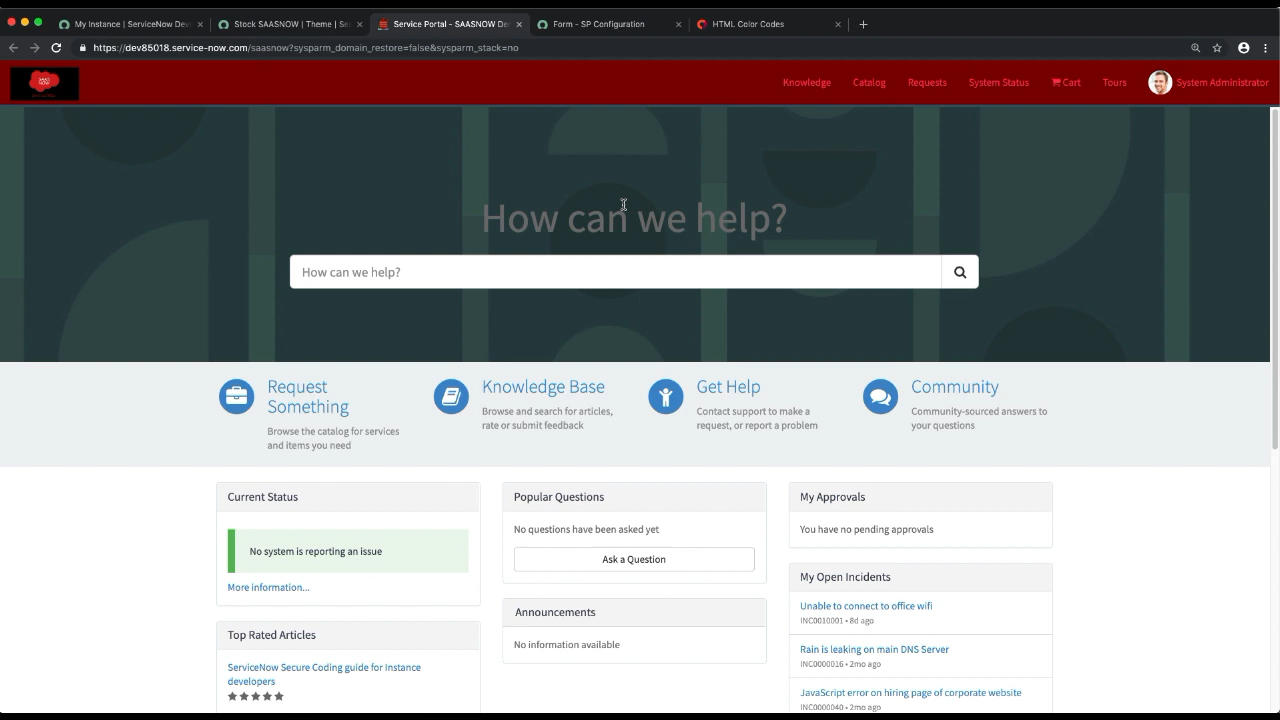 My Instance | ServiceNow Dev
Stock SAASNOW | Theme | Se
Service Portal - SAASNOW De
Form - SP Configuration
HTML Color Codes
https://dev85018.service-now.com/saasnow?sysparm_domain_restore=false&sysparm_stack=no
SAAS
NOW
Knowledge
Catalog
Requests
System Status
Cart
Tours
System Administrator
How can we help?
How can we help?
Request
Something
Browse the catalog for services
and items you need
Knowledge Base
Browse and search for articles,
rate or submit feedback
Get Help
Contact support to make a
request, or report a problem
Community
Community-sourced answers to
your questions
Current Status
No system is reporting an issue
More information...
Top Rated Articles
ServiceNow Secure Coding guide for Instance
developers
Popular Questions
No questions have been asked yet
Ask a Question
Announcements
No information available
My Approvals
You have no pending approvals
My Open Incidents
Unable to connect to office wifi
INC0010001 • 8d ago
Rain is leaking on main DNS Server
INC0000016 • 2mo ago
JavaScript error on hiring page of corporate website
INC0000040 • 2mo ago